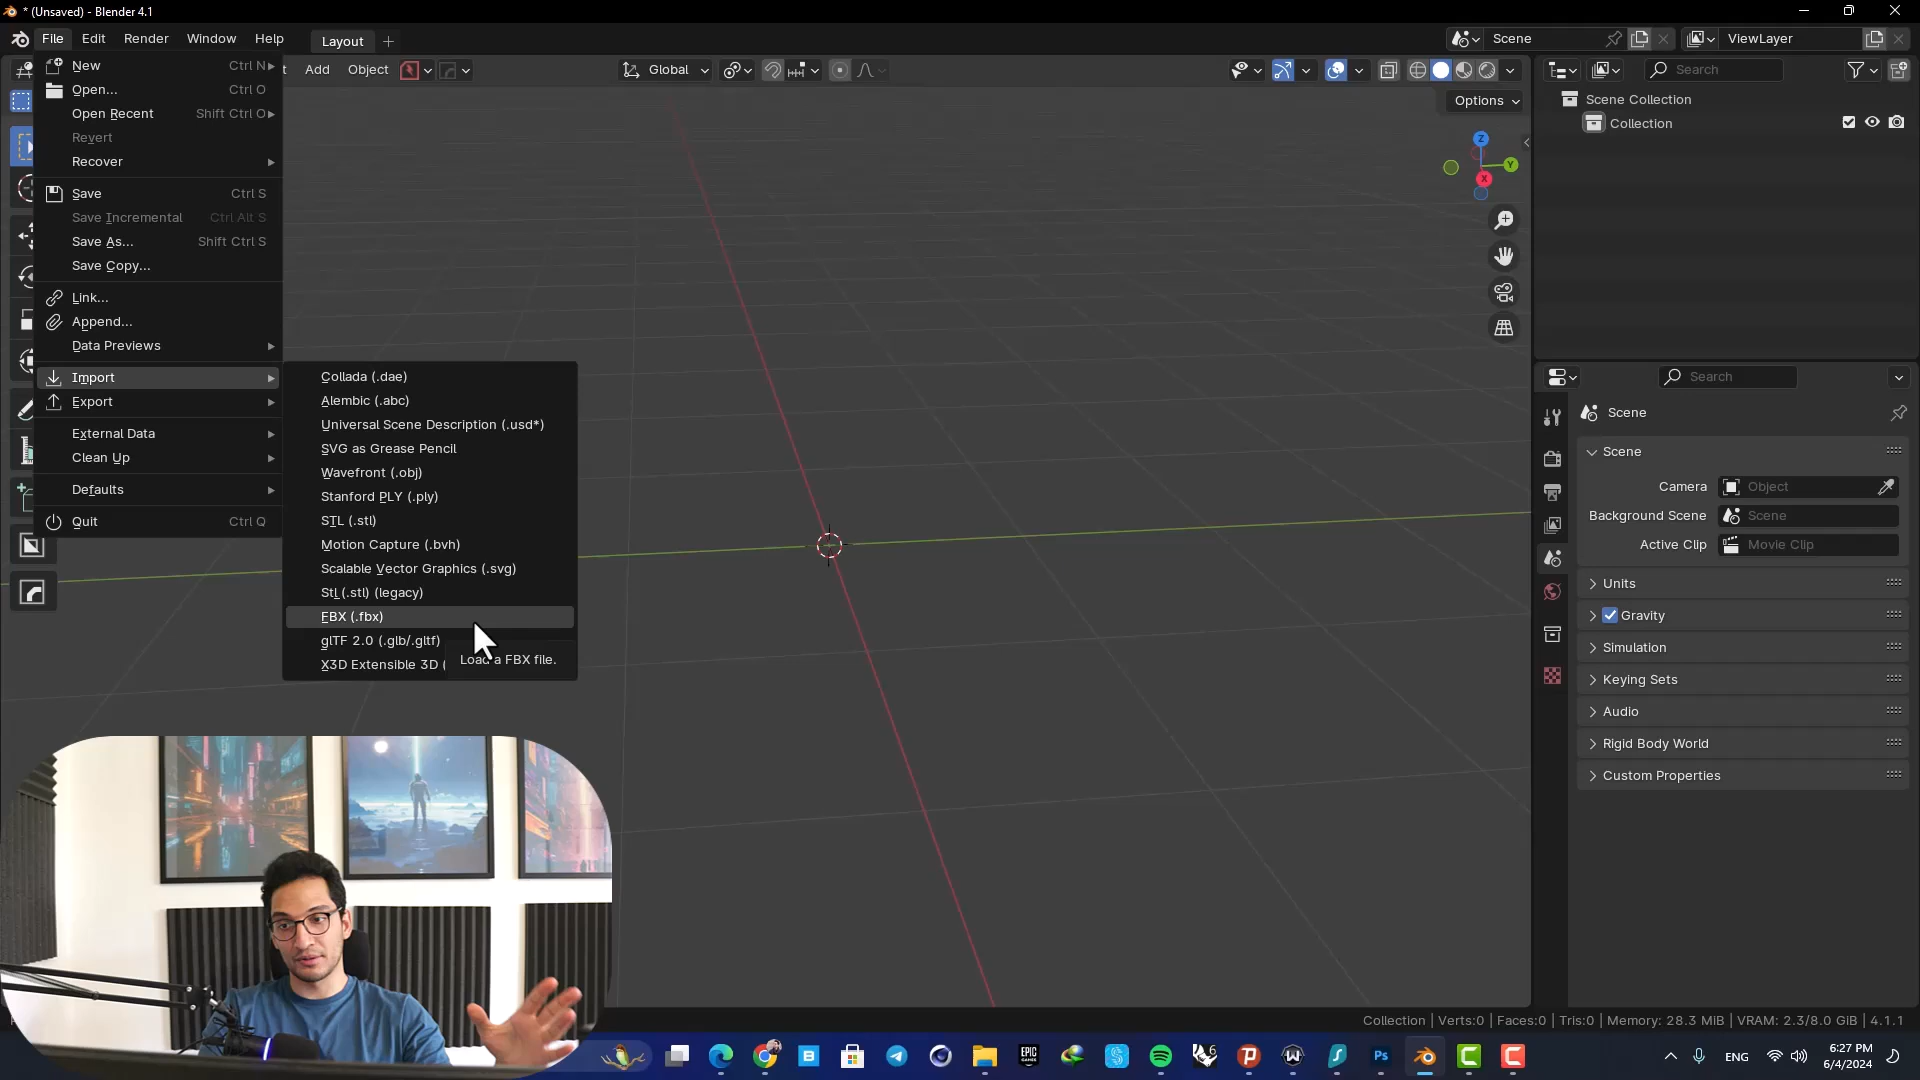 * (Unsaved) - Blender 4.1
File Edit Render Window Help Layout + Scene ViewLayer
Add Object Global Search
Options
New Ctrl N
Open... Ctrl O
Open Recent Shift Ctrl O
Revert
Recover
Save Ctrl S
Save Incremental Ctrl Alt S
Save As... Shift Ctrl S
Save Copy...
Link...
Append...
Data Previews
Import
Export
External Data
Clean Up
Defaults
Quit Ctrl Q
Collada (.dae)
Alembic (.abc)
Universal Scene Description (.usd*)
SVG as Grease Pencil
Wavefront (.obj)
Stanford PLY (.ply)
STL (.stl)
Motion Capture (.bvh)
Scalable Vector Graphics (.svg)
Stl (.stl) (legacy)
FBX (.fbx)
glTF 2.0 (.glb/.gltf)
X3D Extensible 3D (
Load a FBX file.
Z
Y
X
Scene Collection
Collection
Search
Scene
Scene
Camera Object
Background Scene Scene
Active Clip Movie Clip
Units
Gravity
Simulation
Keying Sets
Audio
Rigid Body World
Custom Properties
Collection | Verts:0 | Faces:0 | Tris:0 | Memory: 28.3 MiB | VRAM: 2.3/8.0 GiB | 4.1.1
EPIC GAMES
6
Ps
ENG
6:27 PM
6/4/2024